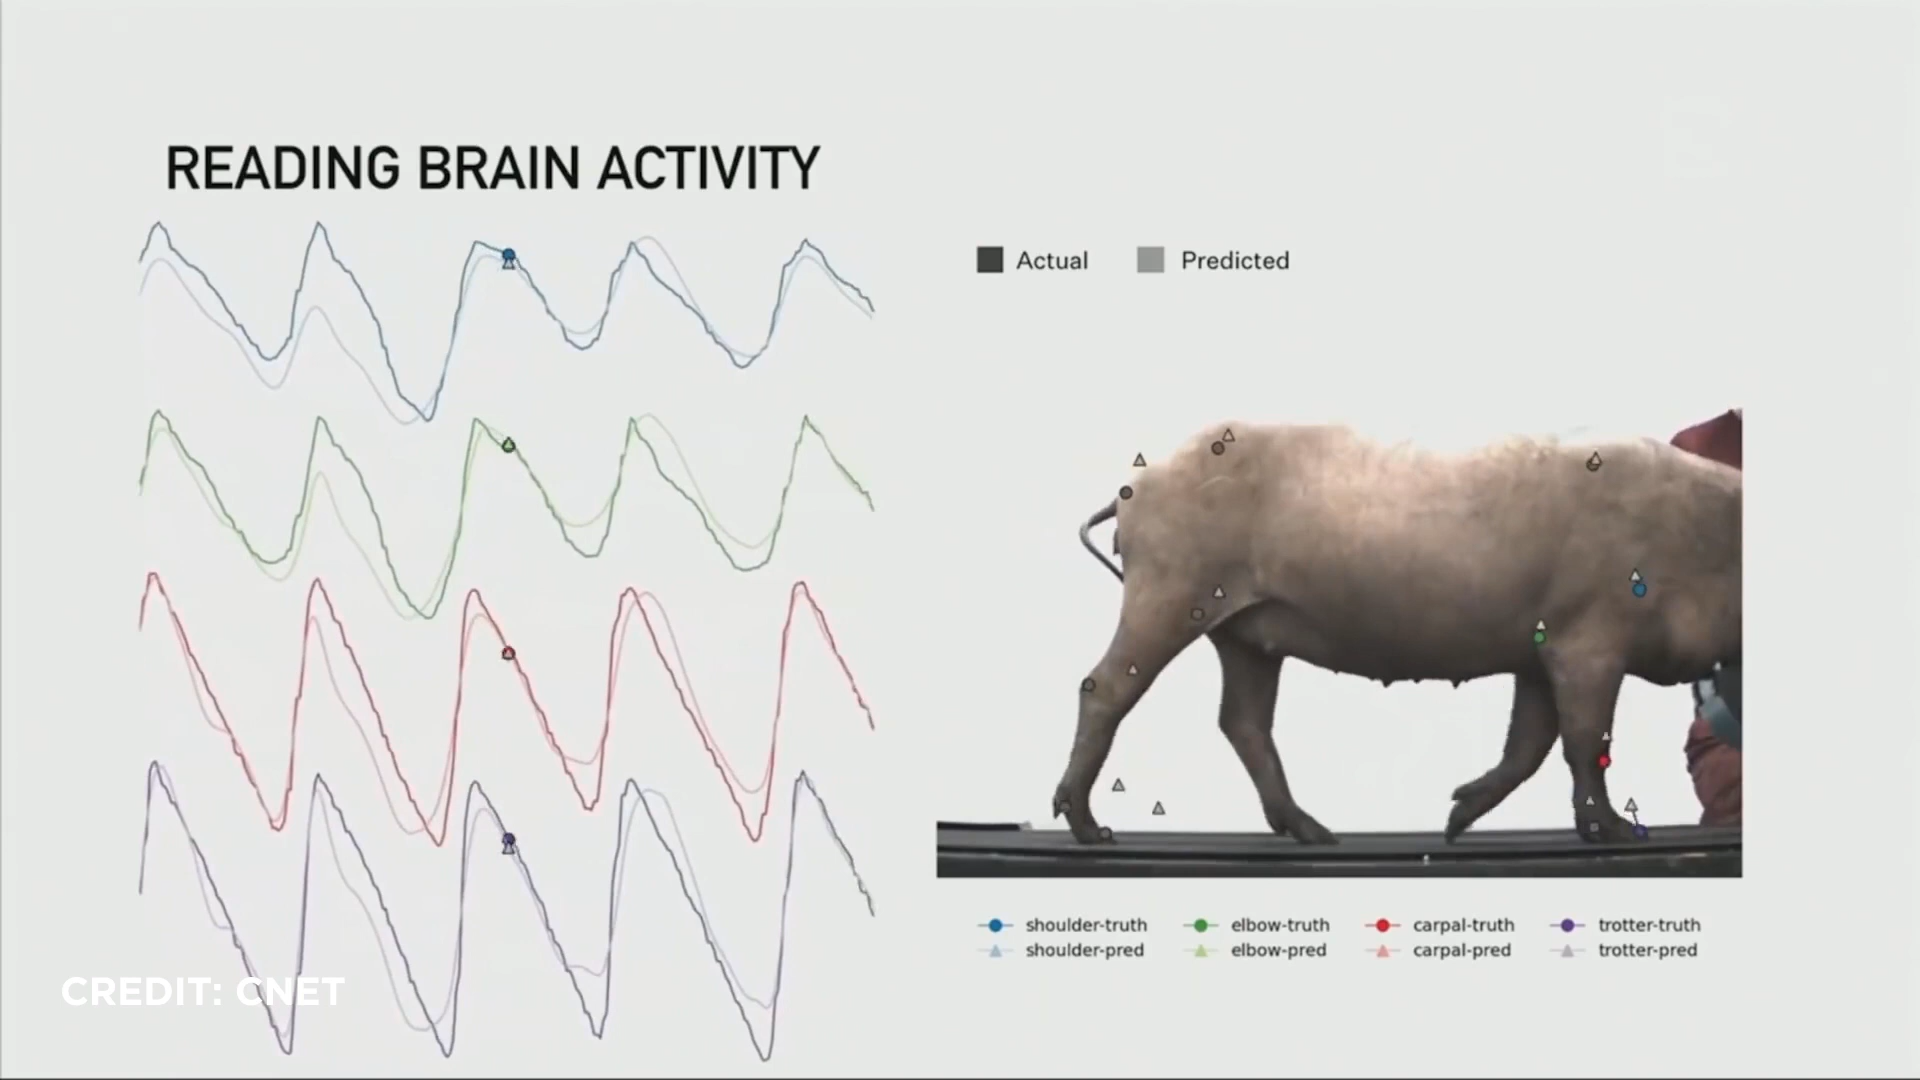 READING BRAIN ACTIVITY
Actual Predicted
shoulder-truth elbow-truth carpal-truth trotter-truth
shoulder-pred elbow-pred carpal-pred trotter-pred
CREDIT: CNET